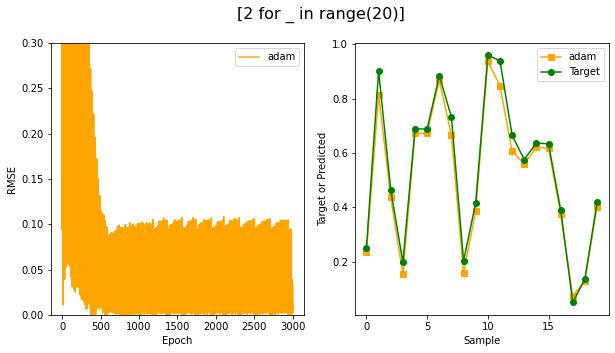 [2 for _ in range(20)]
0.30
0.25
0.20
0.15
0.10
0.05
0.00
RMSE
0 500 1000 1500 2000 2500 3000
Epoch
adam
1.0
0.8
0.6
0.4
0.2
Target or Predicted
0 5 10 15
Sample
adam
Target